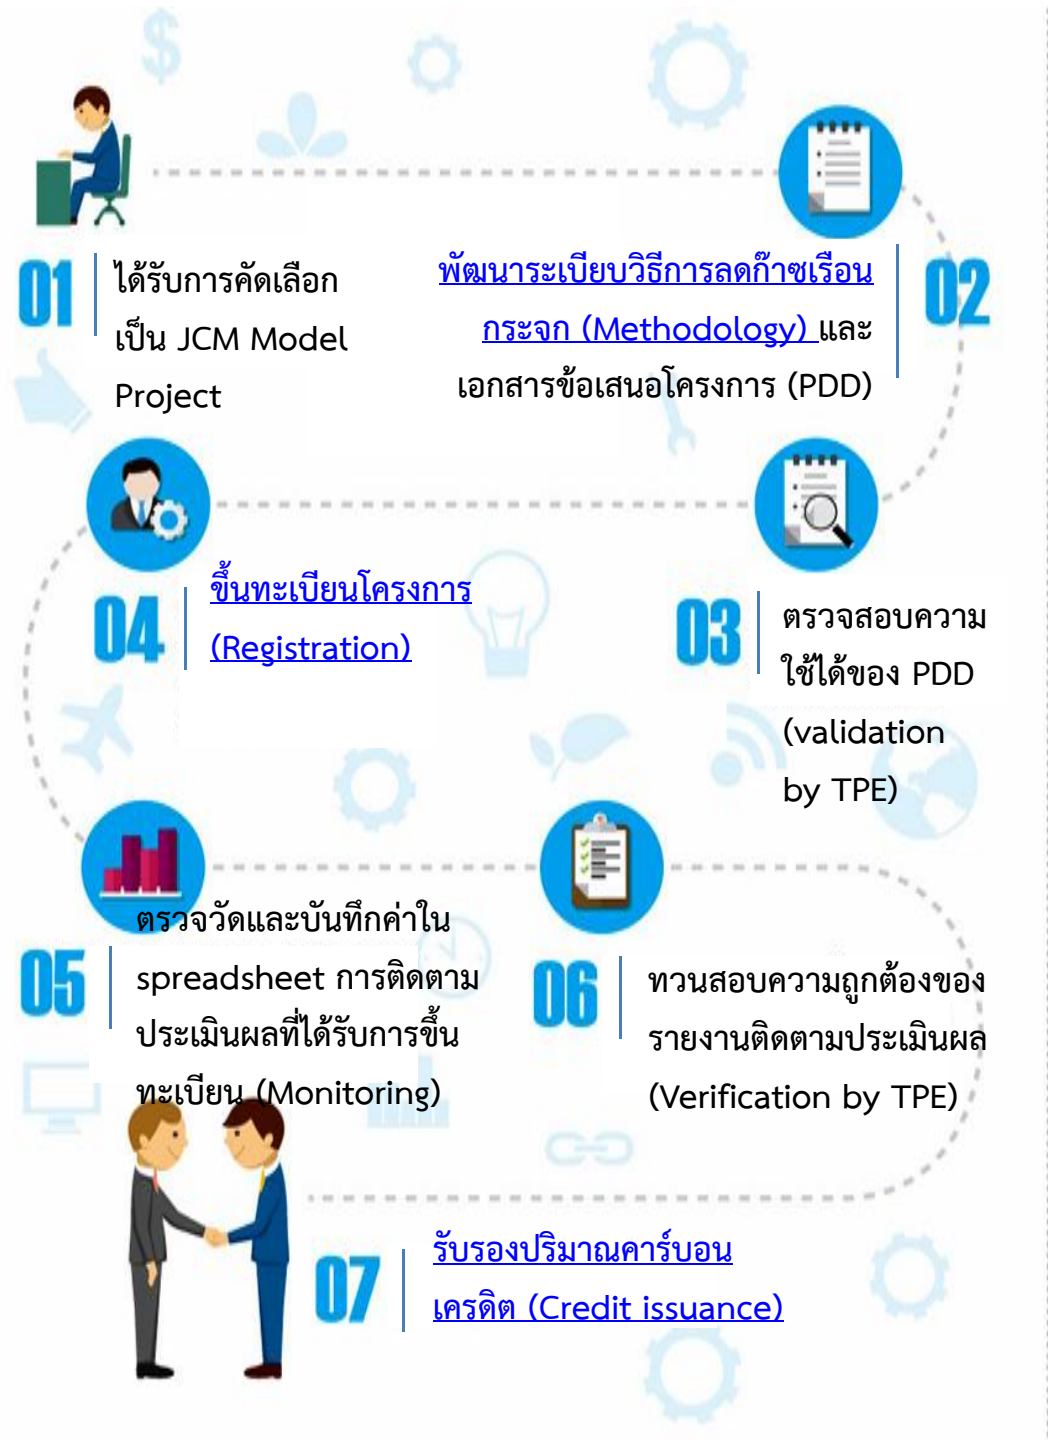 01
ได้รับการคัดเลือก
เป็น JCM Model
Project
02
พัฒนาระเบียบวิธีการลดก๊าซเรือน
กระจก (Methodology) และ
เอกสารข้อเสนอโครงการ (PDD)
03
ตรวจสอบความ
ใช้ได้ของ PDD
(validation
by TPE)
04
ขึ้นทะเบียนโครงการ
(Registration)
05
ตรวจวัดและบันทึกค่าใน
spreadsheet การติดตาม
ประเมินผลที่ได้รับการขึ้น
ทะเบียน (Monitoring)
06
ทวนสอบความถูกต้องของ
รายงานติดตามประเมินผล
(Verification by TPE)
07
รับรองปริมาณคาร์บอน
เครดิต (Credit issuance)